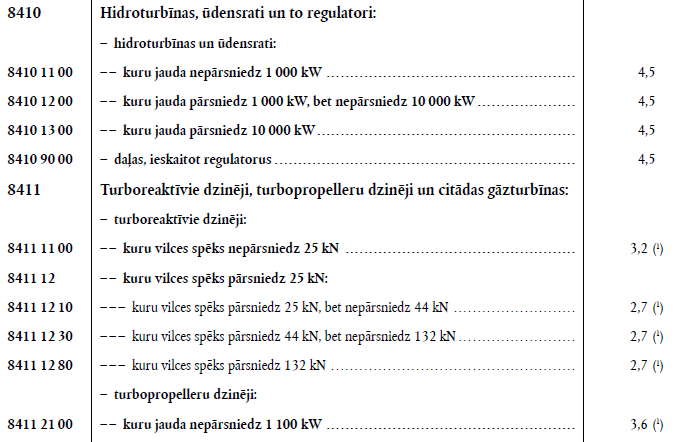 8410 Hidroturbīnas, ūdensrati un to regulatori:
– hidroturbīnas un ūdensrati:
8410 11 00 – – kuru jauda nepārsniedz 1 000 kW ........................................................ 4,5
8410 12 00 – – kuru jauda pārsniedz 1 000 kW, bet nepārsniedz 10 000 kW ...................... 4,5
8410 13 00 – – kuru jauda pārsniedz 10 000 kW .......................................................... 4,5
8410 90 00 – daļas, ieskaitot regulatorus ................................................................... 4,5
8411 Turboreaktīvie dzinēji, turbopropelleru dzinēji un citādas gāzturbīnas:
– turboreaktīvie dzinēji:
8411 11 00 – – kuru vilces spēks nepārsniedz 25 kN ................................................... 3,2 (¹)
8411 12 – – kuru vilces spēks pārsniedz 25 kN:
8411 12 10 – – – kuru vilces spēks pārsniedz 25 kN, bet nepārsniedz 44 kN ........................... 2,7 (¹)
8411 12 30 – – – kuru vilces spēks pārsniedz 44 kN, bet nepārsniedz 132 kN .......................... 2,7 (¹)
8411 12 80 – – – kuru vilces spēks pārsniedz 132 kN ....................................................... 2,7 (¹)
– turbopropelleru dzinēji:
8411 21 00 – – kuru jauda nepārsniedz 1 100 kW ........................................................ 3,6 (¹)